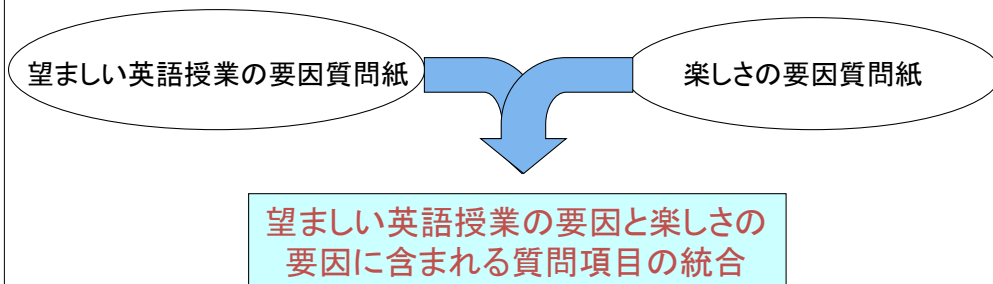 望ましい英語授業の要因質問紙
楽しさの要因質問紙
望ましい英語授業の要因と楽しさの
要因に含まれる質問項目の統合